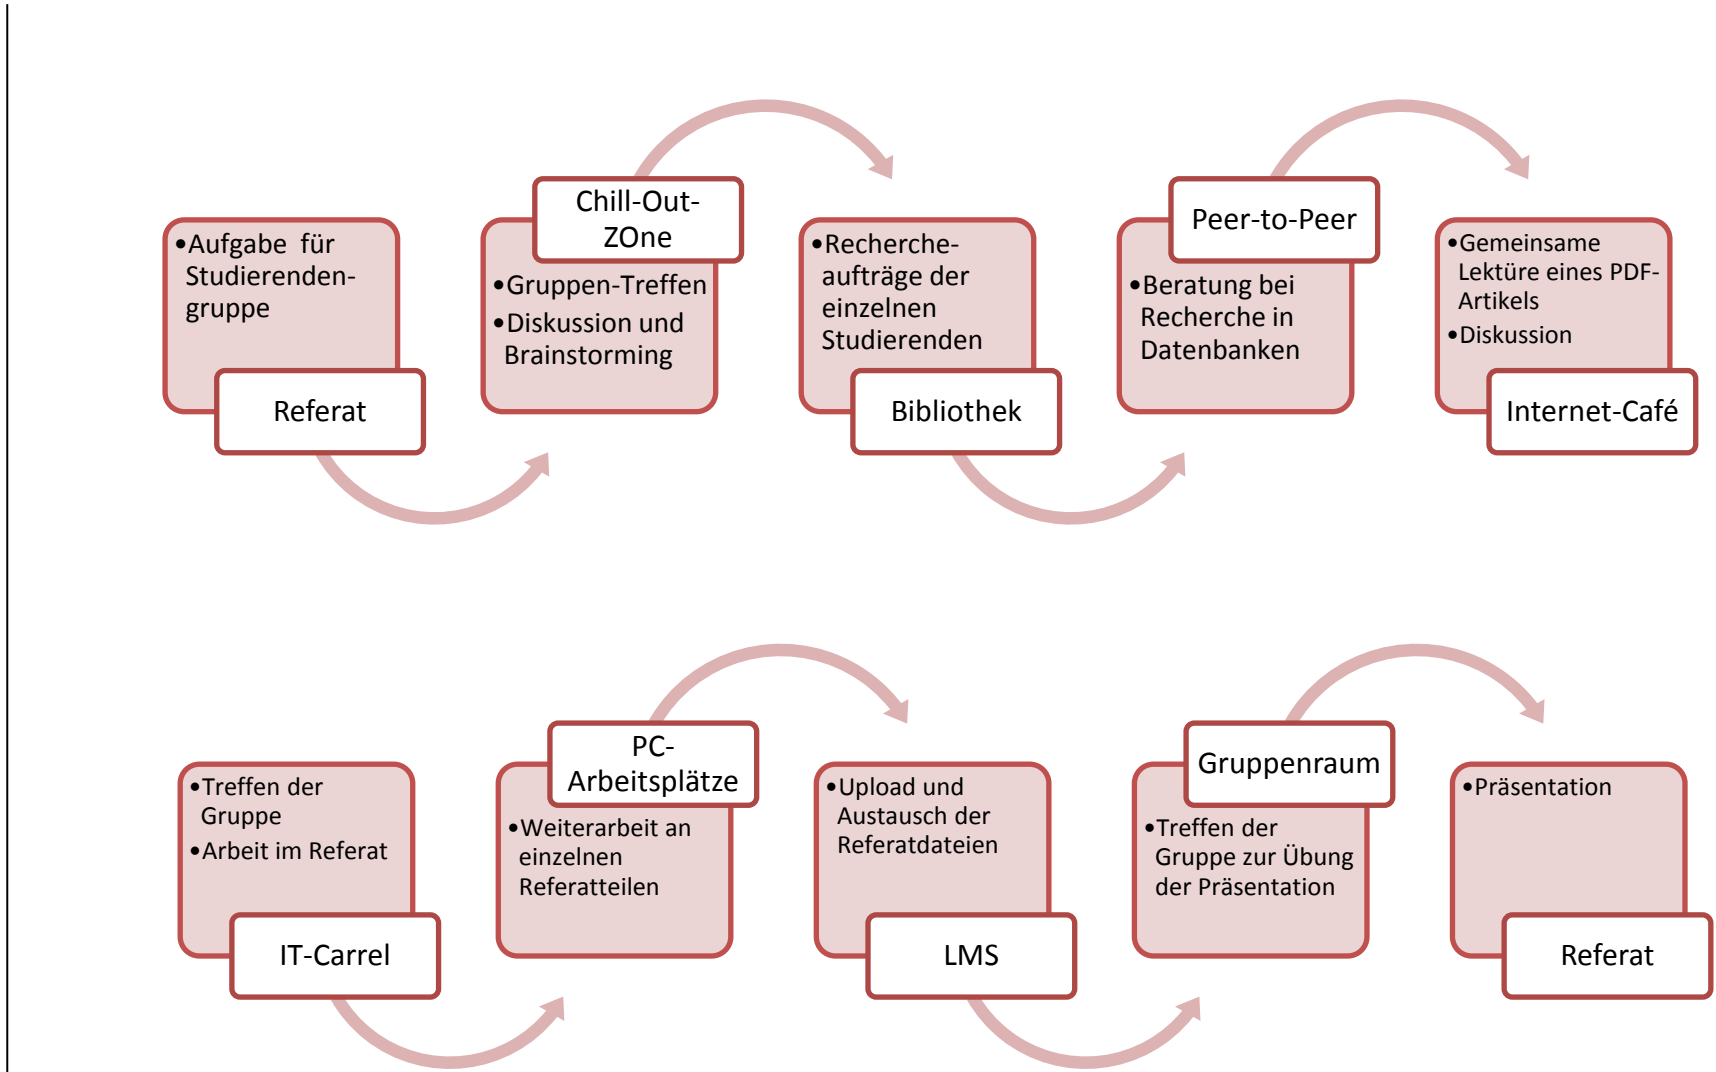 •Aufgabe für
Studierenden-
gruppe
Referat
Chill-Out-
ZOne
•Gruppen-Treffen
•Diskussion und
Brainstorming
•Recherche-
aufträge der
einzelnen
Studierenden
Bibliothek
Peer-to-Peer
•Beratung bei
Recherche in
Datenbanken
•Gemeinsame
Lektüre eines PDF-
Artikels
•Diskussion
Internet-Café
•Treffen der
Gruppe
•Arbeit im Referat
IT-Carrel
PC-
Arbeitsplätze
•Weiterarbeit an
einzelnen
Referatteilen
•Upload und
Austausch der
Referatdateien
LMS
Gruppenraum
•Treffen der
Gruppe zur Übung
der Präsentation
•Präsentation
Referat